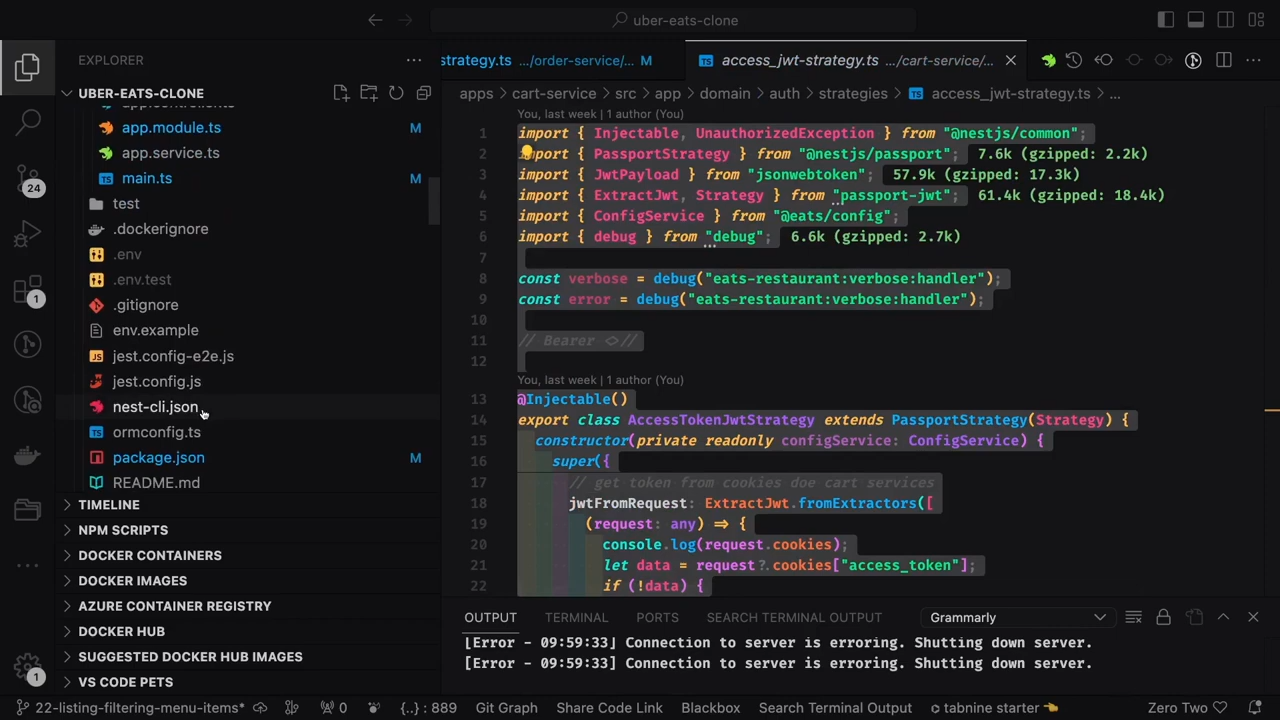 uber-eats-clone
EXPLORER
UBER-EATS-CLONE
app.module.ts M
app.service.ts
main.ts M
test
.dockerignore
.env
.env.test
.gitignore
env.example
jest.config-e2e.js
jest.config.js
nest-cli.json
ormconfig.ts
package.json M
README.md
TIMELINE
NPM SCRIPTS
DOCKER CONTAINERS
DOCKER IMAGES
AZURE CONTAINER REGISTRY
DOCKER HUB
SUGGESTED DOCKER HUB IMAGES
VS CODE PETS
24
1
1
strategy.ts .../order-service/... M
TS access_jwt-strategy.ts .../cart-service/...
apps > cart-service > src > app > domain > auth > strategies > TS access_jwt-strategy.ts > ...
You, last week | 1 author (You)
1 import { Injectable, UnauthorizedException } from "@nestjs/common";
2 import { PassportStrategy } from "@nestjs/passport"; 7.6k (gzipped: 2.2k)
3 import { JwtPayload } from "jsonwebtoken"; 57.9k (gzipped: 17.3k)
4 import { ExtractJwt, Strategy } from "passport-jwt"; 61.4k (gzipped: 18.4k)
5 import { ConfigService } from "@eats/config";
6 import { debug } from "debug"; 6.6k (gzipped: 2.7k)
7
8 const verbose = debug("eats-restaurant:verbose:handler");
9 const error = debug("eats-restaurant:verbose:handler");
10
11 // Bearer <>//
12
You, last week | 1 author (You)
13 @Injectable()
14 export class AccessTokenJwtStrategy extends PassportStrategy(Strategy) {
15 constructor(private readonly configService: ConfigService) {
16 super({
17 // get token from cookies doe cart services
18 jwtFromRequest: ExtractJwt.fromExtractors([
19 (request: any) => {
20 console.log(request.cookies);
21 let data = request?.cookies["access_token"];
22 if (!data) {
OUTPUT TERMINAL PORTS SEARCH TERMINAL OUTPUT Grammarly
[Error - 09:59:33] Connection to server is erroring. Shutting down server.
[Error - 09:59:33] Connection to server is erroring. Shutting down server.
22-listing-filtering-menu-items* 0 {..} : 889 Git Graph Share Code Link Blackbox Search Terminal Output tabnine starter Zero Two